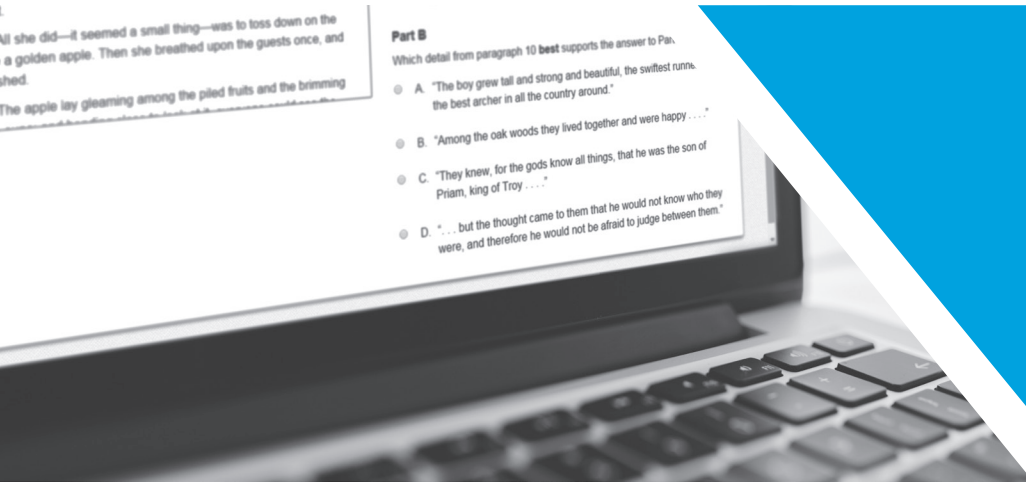 All she did—it seemed a small thing—was to toss down on the
a golden apple. Then she breathed upon the guests once, and
shed.
The apple lay gleaming among the piled fruits and the brimming
Part B
Which detail from paragraph 10 best supports the answer to
A. "The boy grew tall and strong and beautiful, the swiftest
the best archer in all the country around."
B. "Among the oak woods they lived together and were happy . . . ."
C. "They knew, for the gods know all things, that he was the son of
Priam, king of Troy . . . ."
D. ". . . but the thought came to them that he would not know who they
were, and therefore he would not be afraid to judge between them."